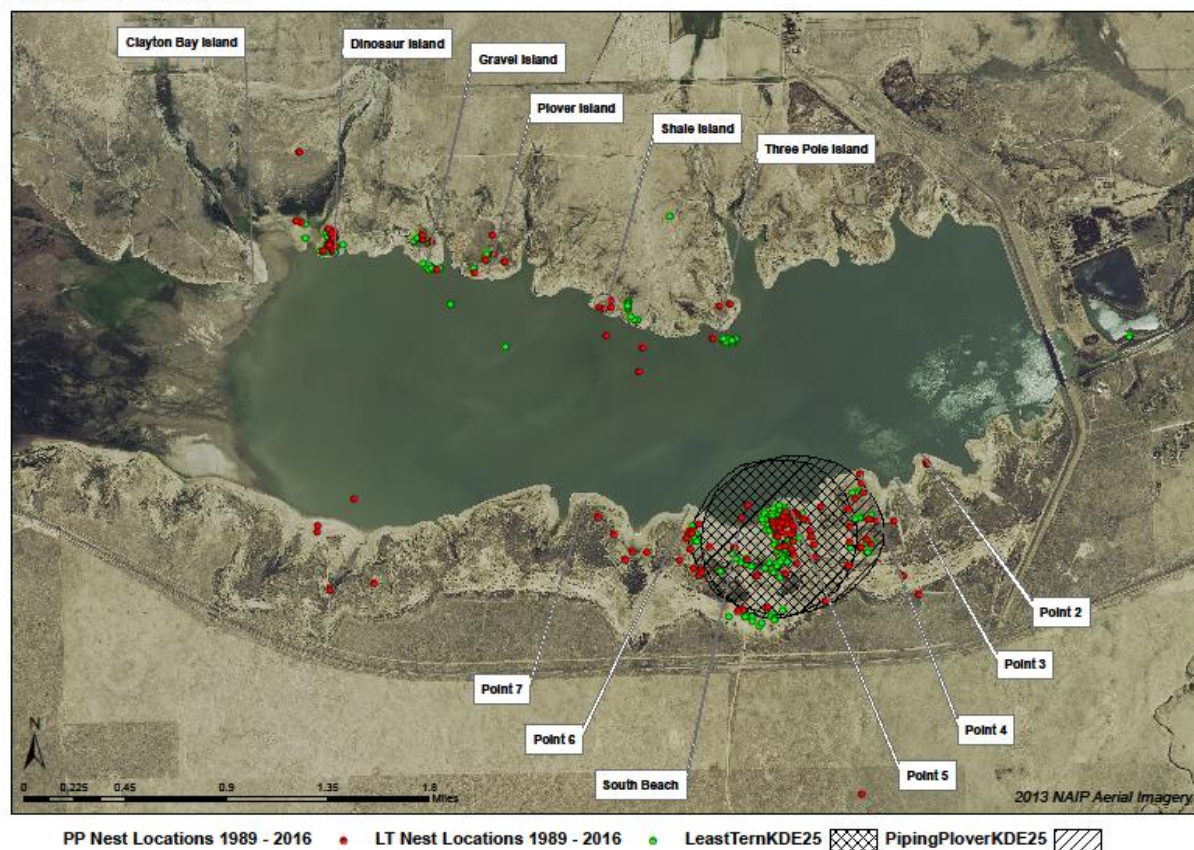 Clayton Bay Island
Dinosaur Island
Gravel Island
Plover Island
Shale Island
Three Pole Island
Point 2
Point 3
Point 7
Point 4
Point 6
Point 5
South Beach
N
0 0.225 0.45 0.9 1.35 1.8
Miles
2013 NAIP Aerial Imagery
PP Nest Locations 1989 - 2016 LT Nest Locations 1989 - 2016 LeastTernKDE25 PipingPloverKDE25